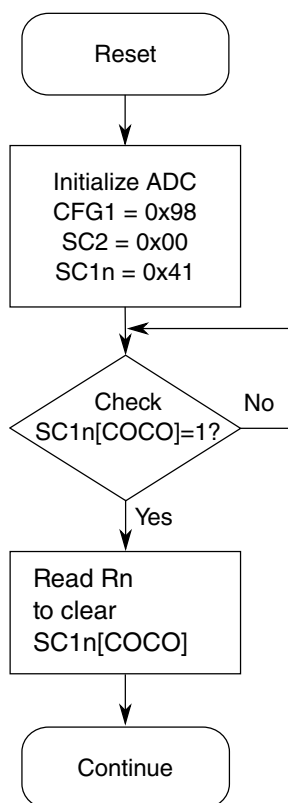 Reset
Initialize ADC
CFG1 = 0x98
SC2 = 0x00
SC1n = 0x41
Check
SC1n[COCO]=1?
No
Yes
Read Rn
to clear
SC1n[COCO]
Continue